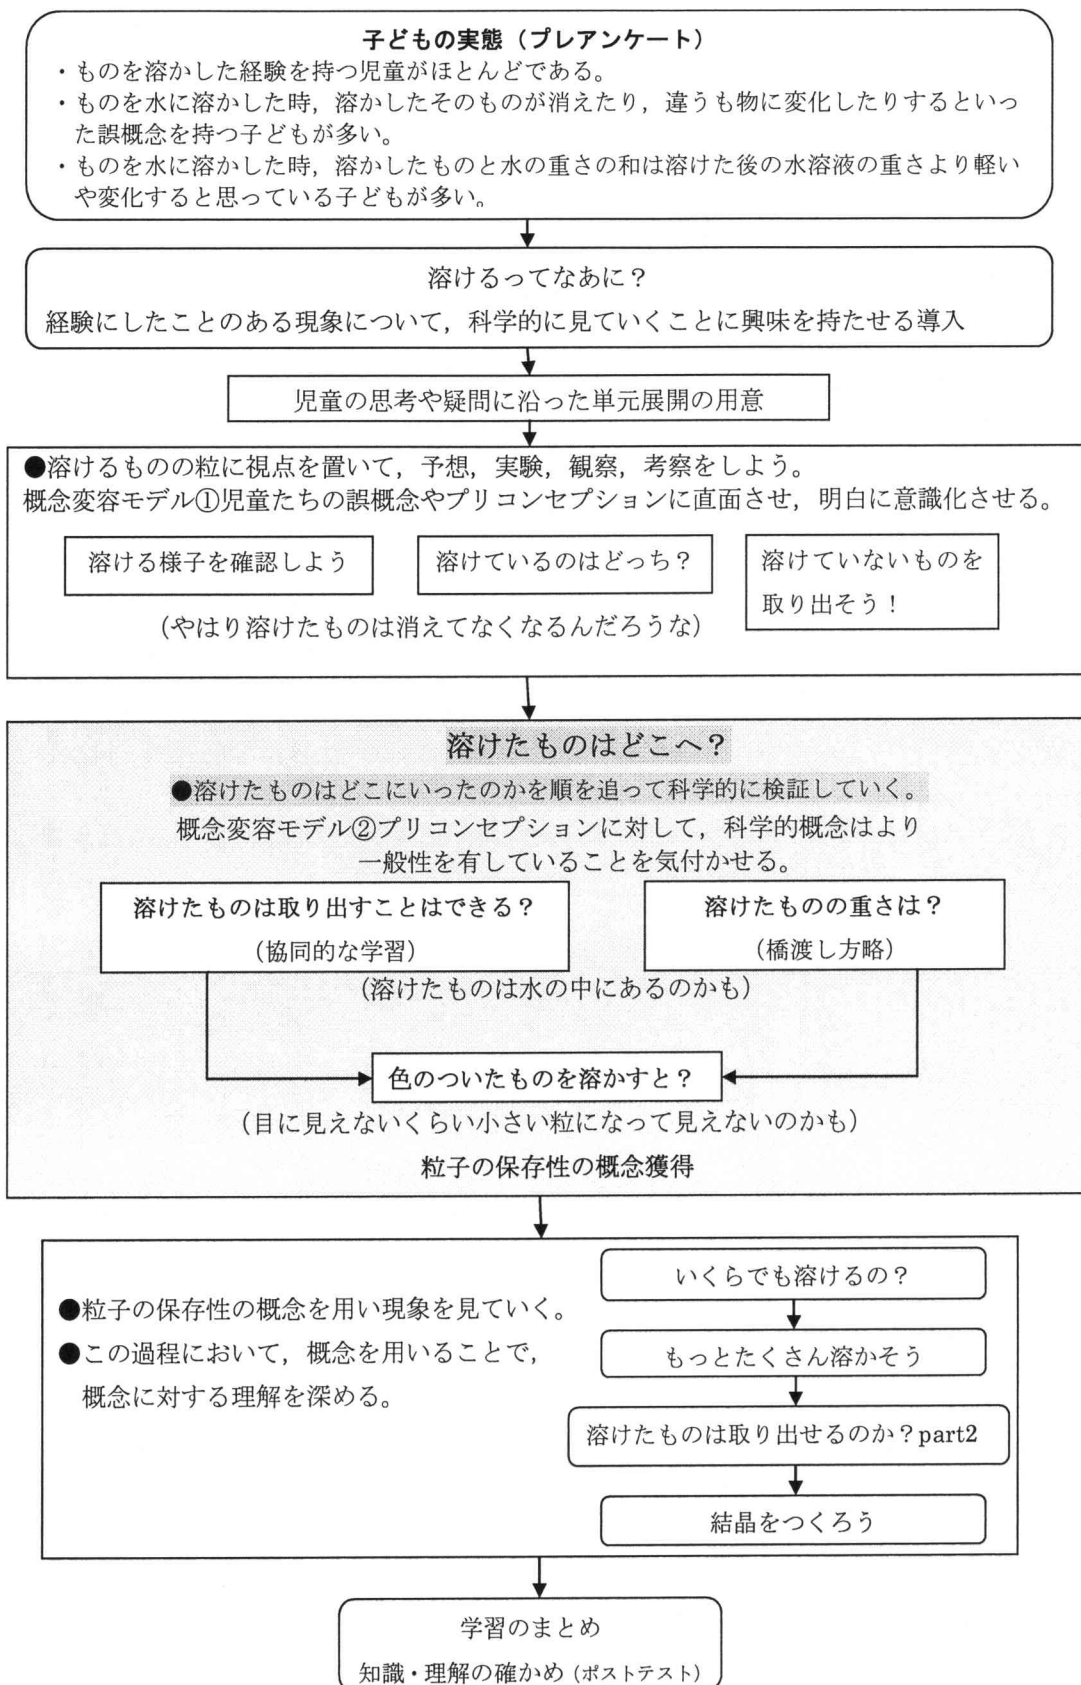 子どもの実態（プレアンケート）
・ものを溶かした経験を持つ児童がほとんどである。
・ものを水に溶かした時，溶かしたそのものが消えたり，違うも物に変化したりするといっ
た誤概念を持つ子どもが多い。
・ものを水に溶かした時，溶かしたものと水の重さの和は溶けた後の水溶液の重さより軽い
や変化すると思っている子どもが多い。
溶けるってなあに？
経験にしたことのある現象について，科学的に見ていくことに興味を持たせる導入
児童の思考や疑問に沿った単元展開の用意
●溶けるものの粒に視点を置いて，予想，実験，観察，考察をしよう。
概念変容モデル①児童たちの誤概念やプリコンセプションに直面させ，明白に意識化させる。
溶ける様子を確認しよう
溶けているのはどっち？
溶けていないものを
取り出そう！
（やはり溶けたものは消えてなくなるんだろうな）
溶けたものはどこへ？
●溶けたものはどこにいったのかを順を追って科学的に検証していく。
概念変容モデル②プリコンセプションに対して，科学的概念はより
一般性を有していることを気付かせる。
溶けたものは取り出すことはできる？
（協同的な学習）
溶けたものの重さは？
（橋渡し方略）
（溶けたものは水の中にあるのかも）
色のついたものを溶かすと？
（目に見えないくらい小さい粒になって見えないのかも）
粒子の保存性の概念獲得
●粒子の保存性の概念を用い現象を見ていく。
●この過程において，概念を用いることで，
概念に対する理解を深める。
いくらでも溶けるの？
もっとたくさん溶かそう
溶けたものは取り出せるのか？part2
結晶をつくろう
学習のまとめ
知識・理解の確かめ（ポストテスト）